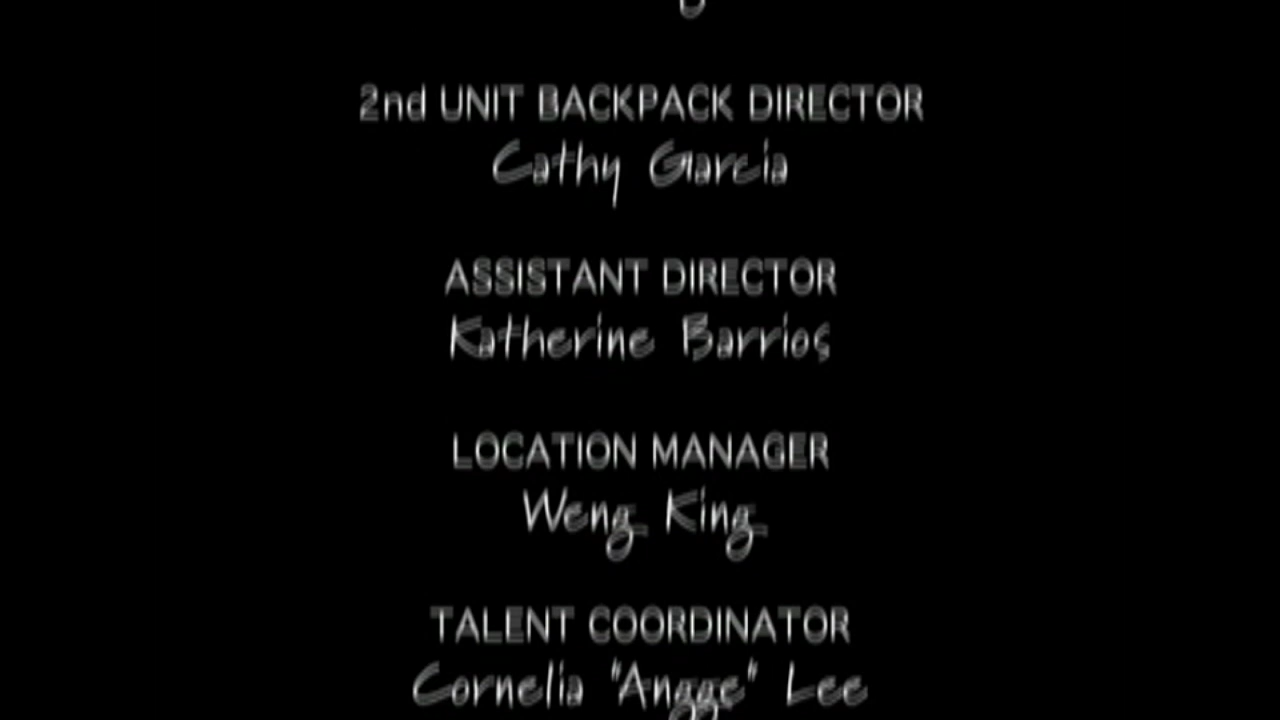 2nd UNIT BACKPACK DIRECTOR
Cathy Garcia
ASSISTANT DIRECTOR
Katherine Barrios
LOCATION MANAGER
Weng King
TALENT COORDINATOR
Cornelia "Angge" Lee